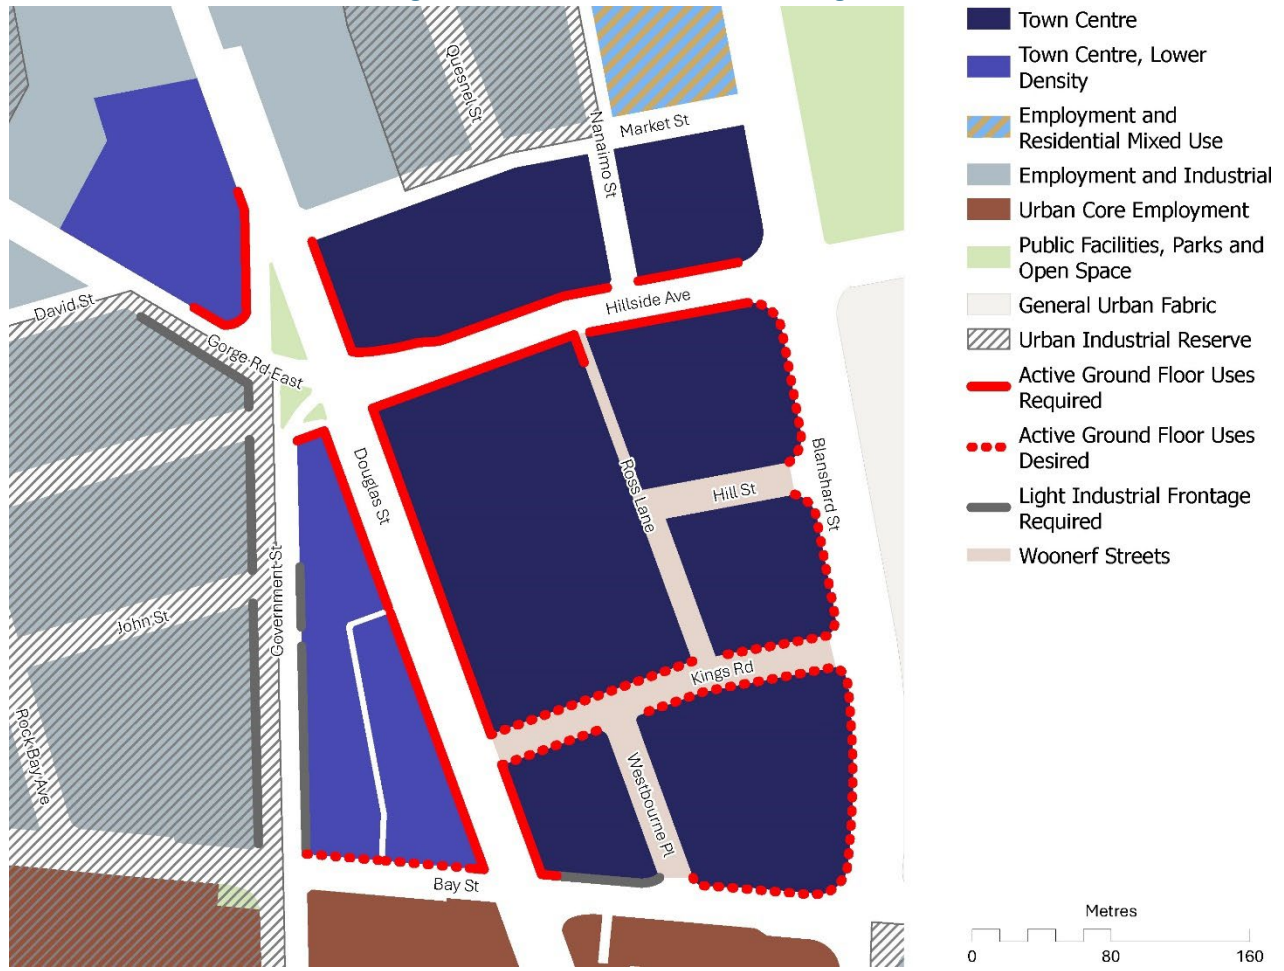 Quesnel St
Nanaimo St
Market St
Hillside Ave
David St
Gorge Rd East
Douglas St
Ross Lane
Hill St
Blanshard St
Government St
John St
Kings Rd
Rock Bay Ave
Westbourne Pl
Bay St
Town Centre
Town Centre, Lower
Density
Employment and
Residential Mixed Use
Employment and Industrial
Urban Core Employment
Public Facilities, Parks and
Open Space
General Urban Fabric
Urban Industrial Reserve
Active Ground Floor Uses
Required
Active Ground Floor Uses
Desired
Light Industrial Frontage
Required
Woonerf Streets
Metres
0 80 160